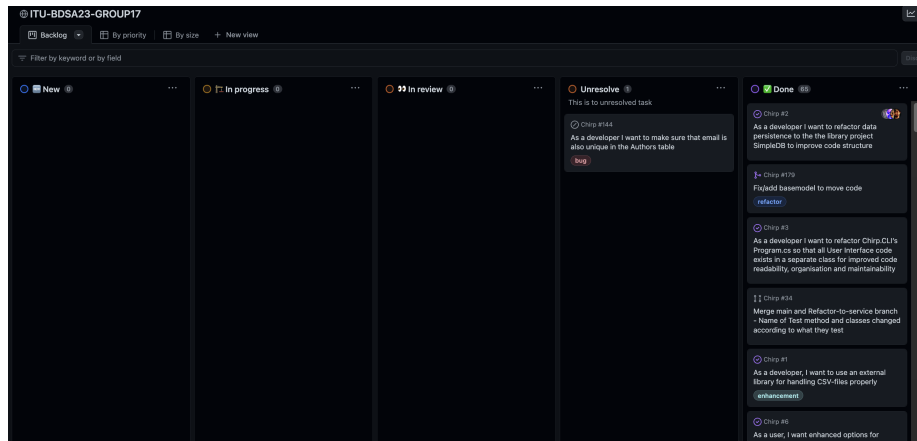 ITU-BDSA23-GROUP17
Backlog
By priority
By size
+ New view
Filter by keyword or by field
New 0
In progress 0
In review 0
Unresolve 1
This is to unresolved task
Chirp #144
As a developer I want to make sure that email is
also unique in the Authors table
bug
Done 65
Chirp #2
As a developer I want to refactor data
persistence to the the library project
SimpleDB to improve code structure
Chirp #179
Fix/add basemodel to move code
refactor
Chirp #3
As a developer I want to refactor Chirp.CLI's
Program.cs so that all User Interface code
exists in a separate class for improved code
readability, organisation and maintainability
Chirp #34
Merge main and Refactor-to-service branch
- Name of Test method and classes changed
according to what they test
Chirp #1
As a developer, I want to use an external
library for handling CSV-files properly
enhancement
Chirp #6
As a user, I want enhanced options for